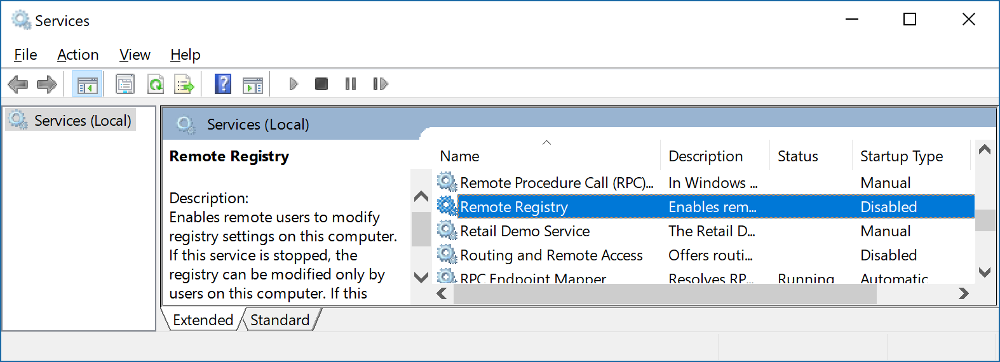 Services
File Action View Help
Services (Local)
Services (Local)
Remote Registry
Description:
Enables remote users to modify
registry settings on this computer.
If this service is stopped, the
registry can be modified only by
users on this computer. If this
Name Description Status Startup Type
Remote Procedure Call (RPC)... In Windows ... Manual
Remote Registry Enables rem... Disabled
Retail Demo Service The Retail D... Manual
Routing and Remote Access Offers routi... Disabled
RPC Endpoint Mapper Resolves RP... Running Automatic
Extended Standard